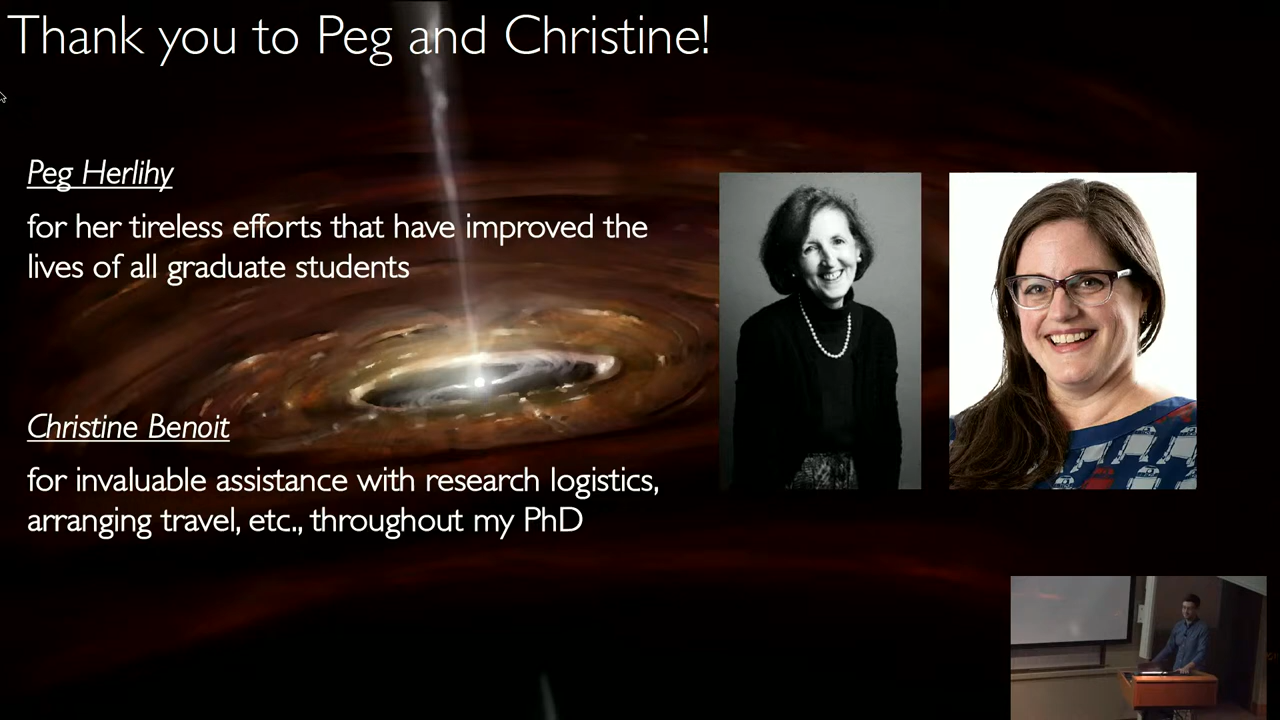 Thank you to Peg and Christine!
Peg Herlihy
for her tireless efforts that have improved the
lives of all graduate students
Christine Benoit
for invaluable assistance with research logistics,
arranging travel, etc., throughout my PhD